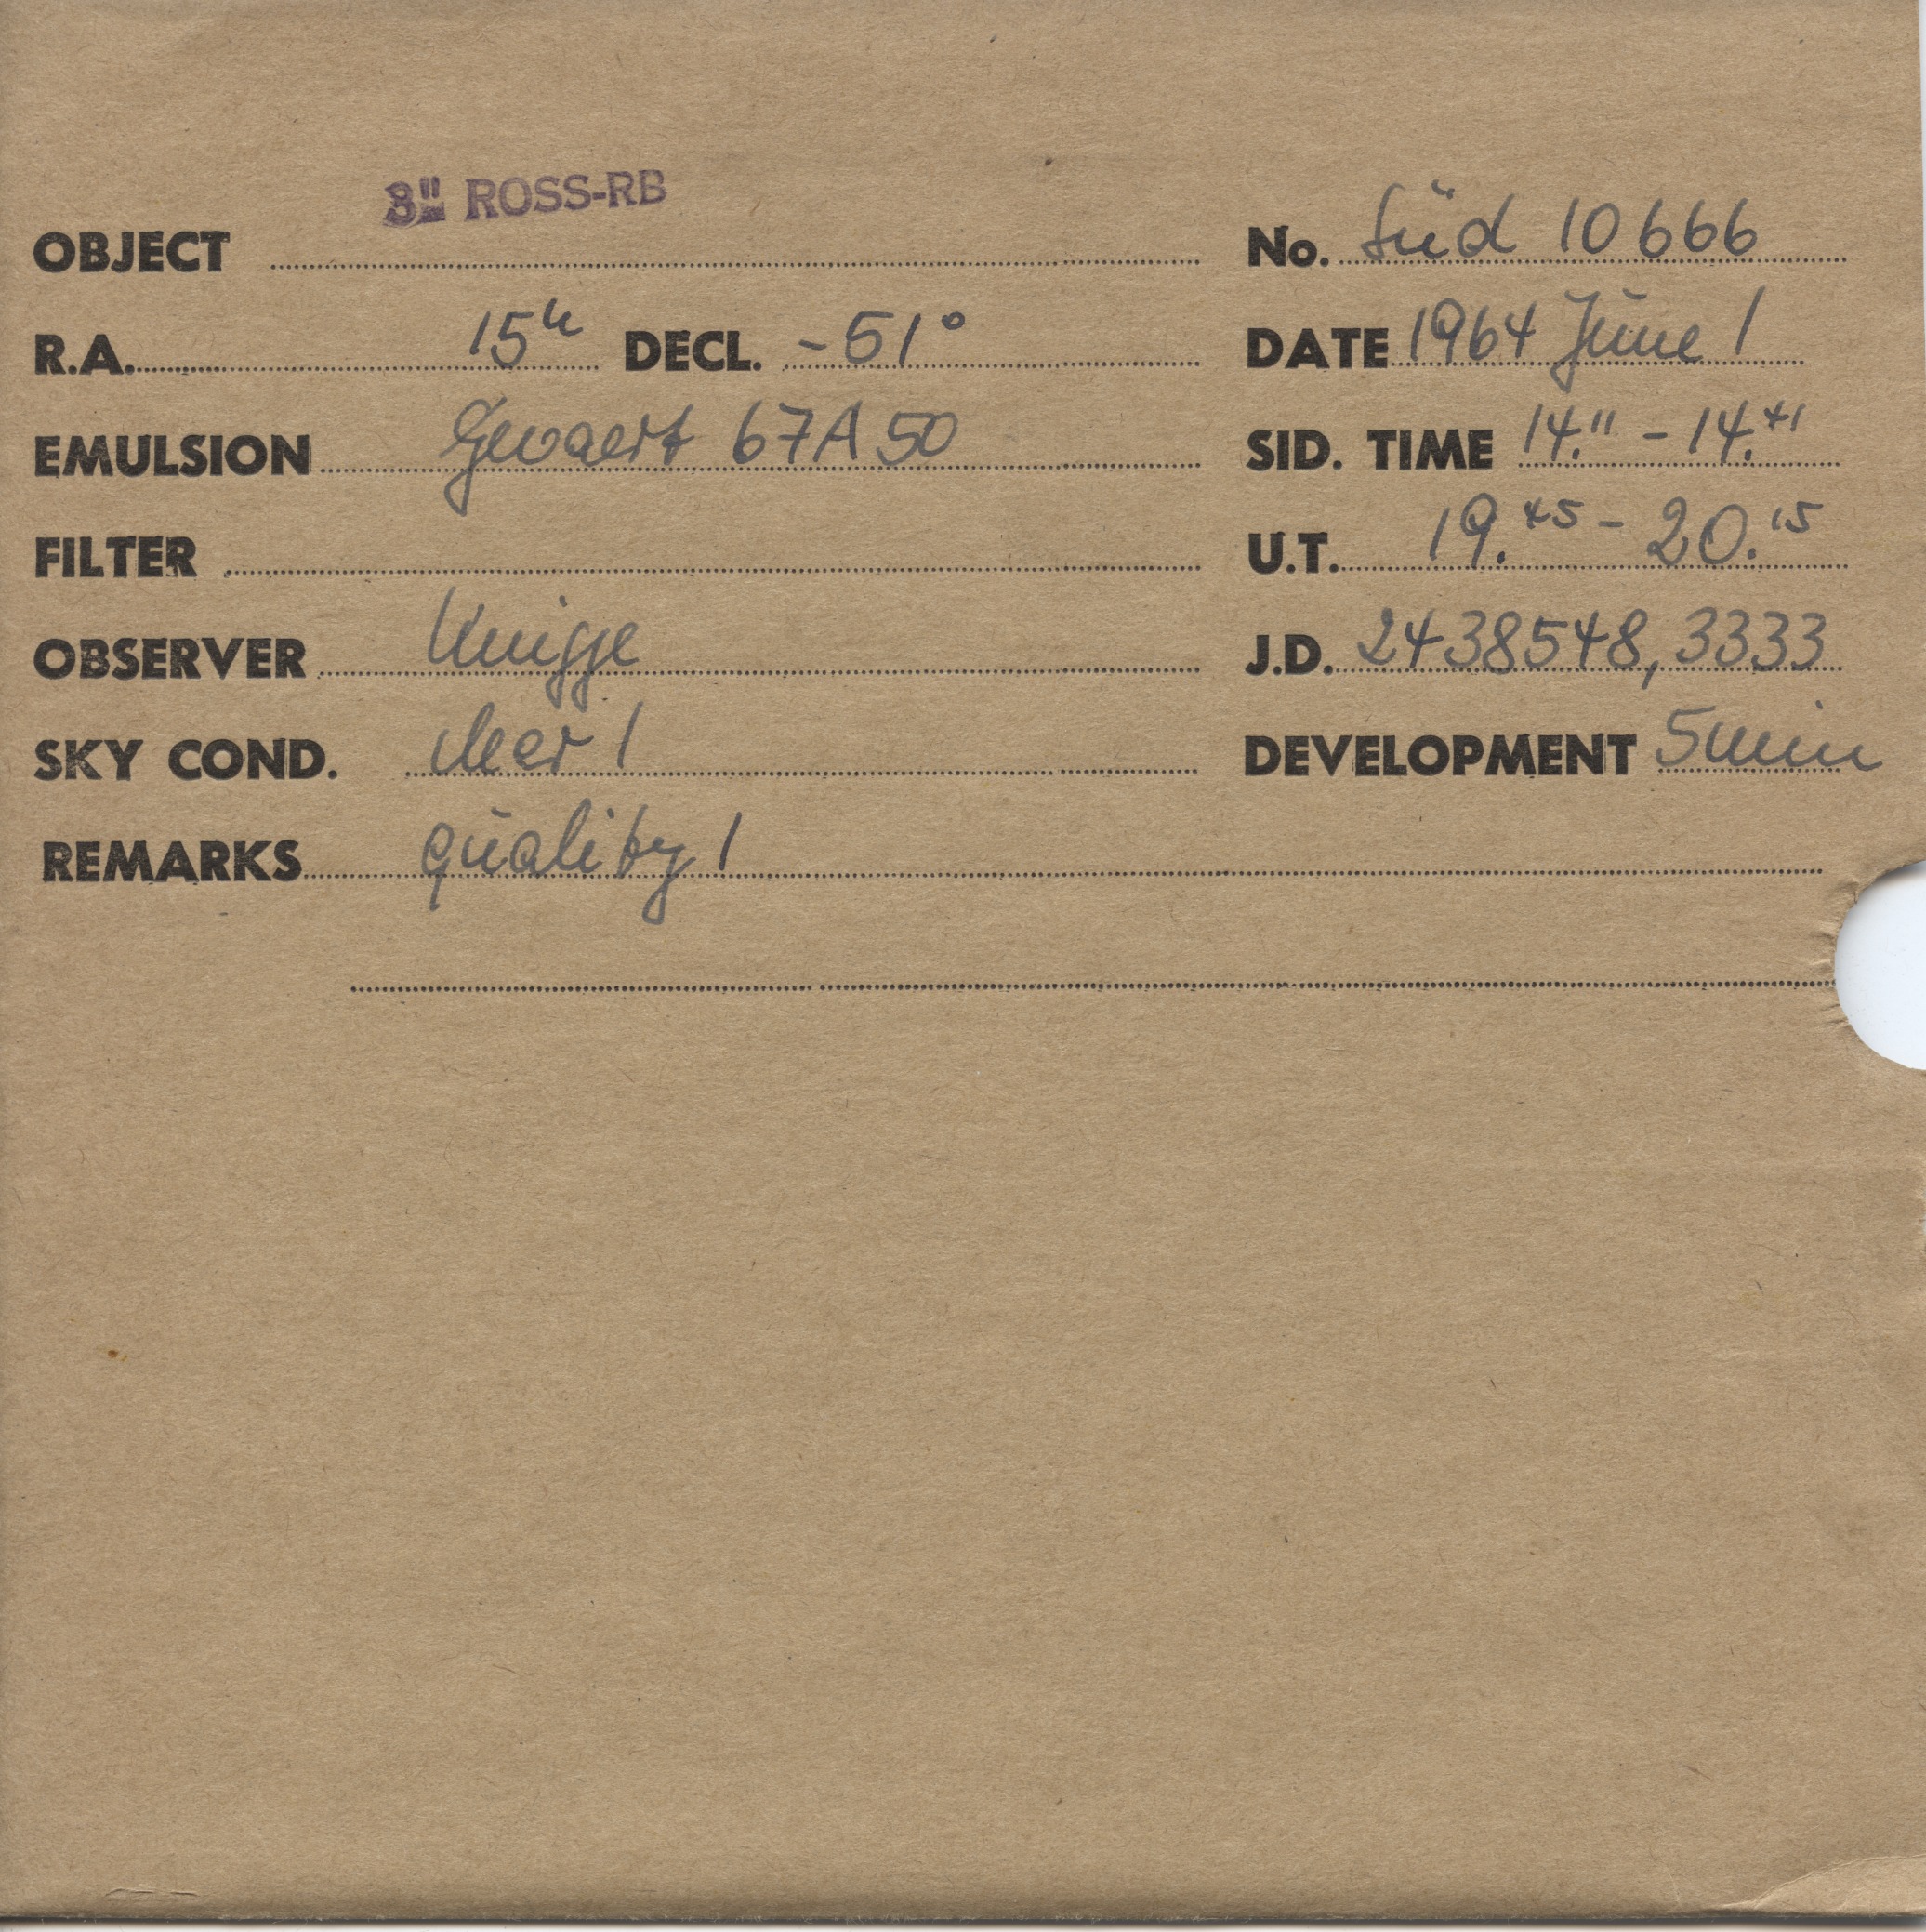 3" ROSS-RB
OBJECT
No. Süd 10666
R.A. 15h DECL. -51°
DATE 1964 June 1
EMULSION Gevaert 67A50
SID. TIME 14.11 - 14.41
FILTER
U.T. 19.45 - 20.15
OBSERVER Knigge
J.D. 2438548,3333
SKY COND. clear 1
DEVELOPMENT 5min
REMARKS quality 1